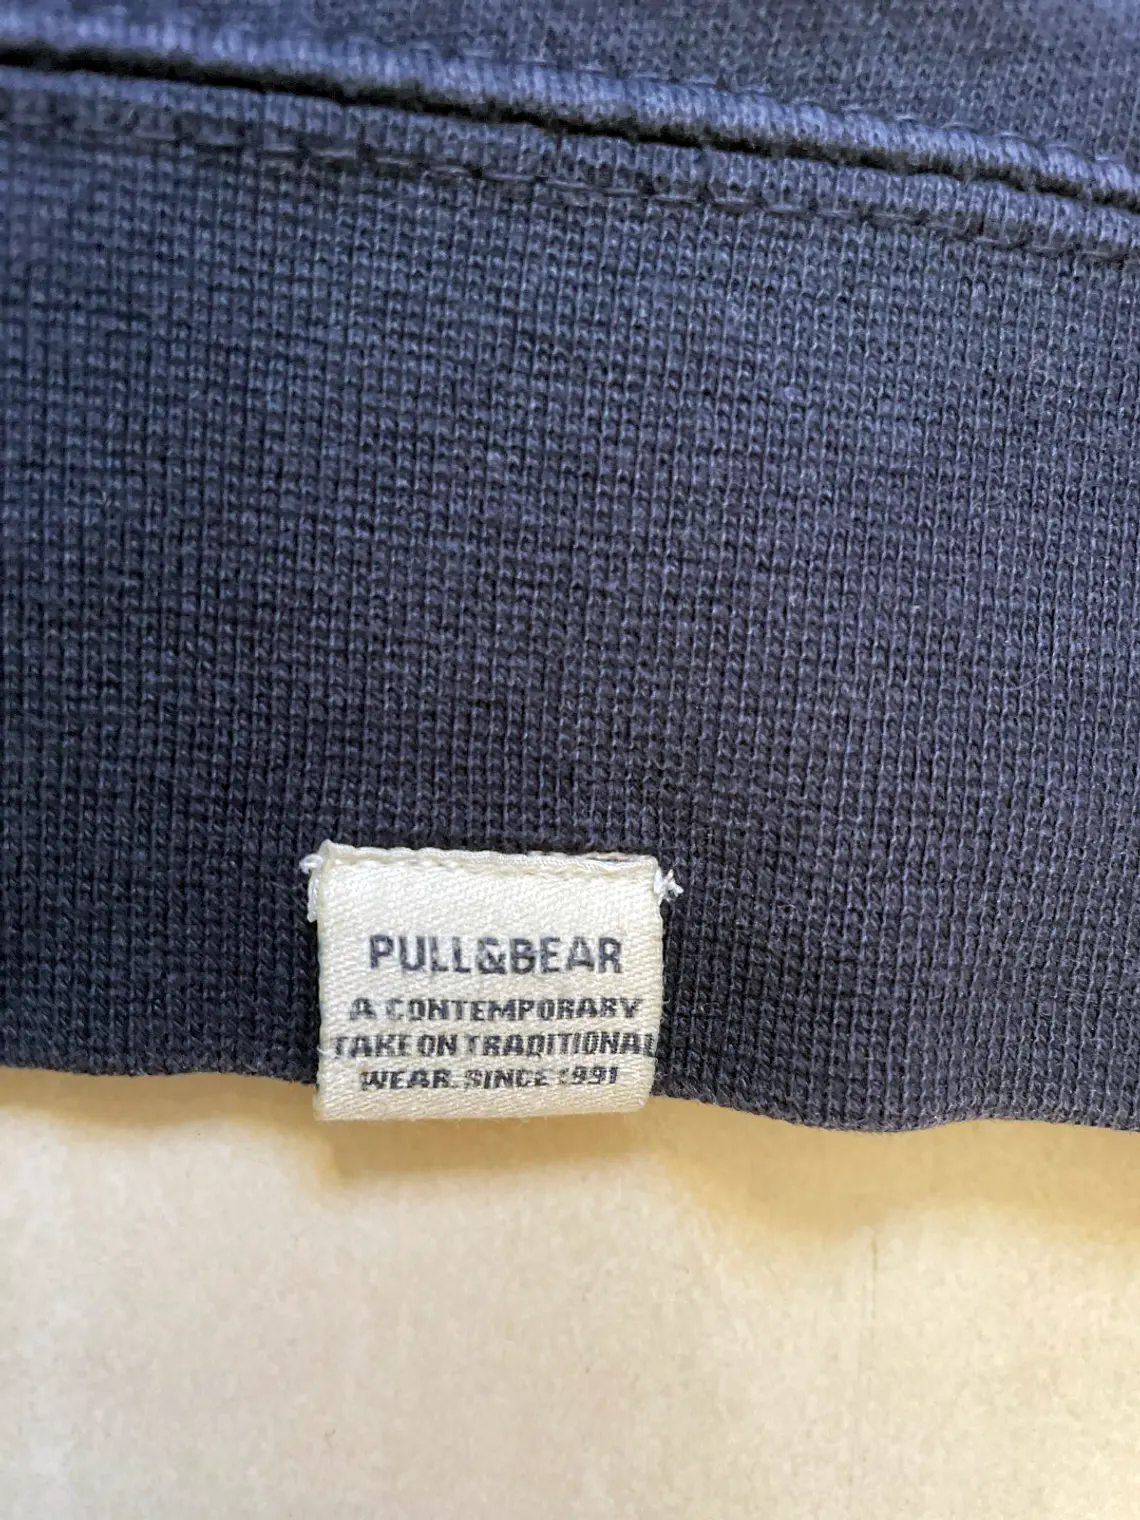 PULL&BEAR
A CONTEMPORARY
TAKE ON TRADITIONAL
WEAR. SINCE 1991